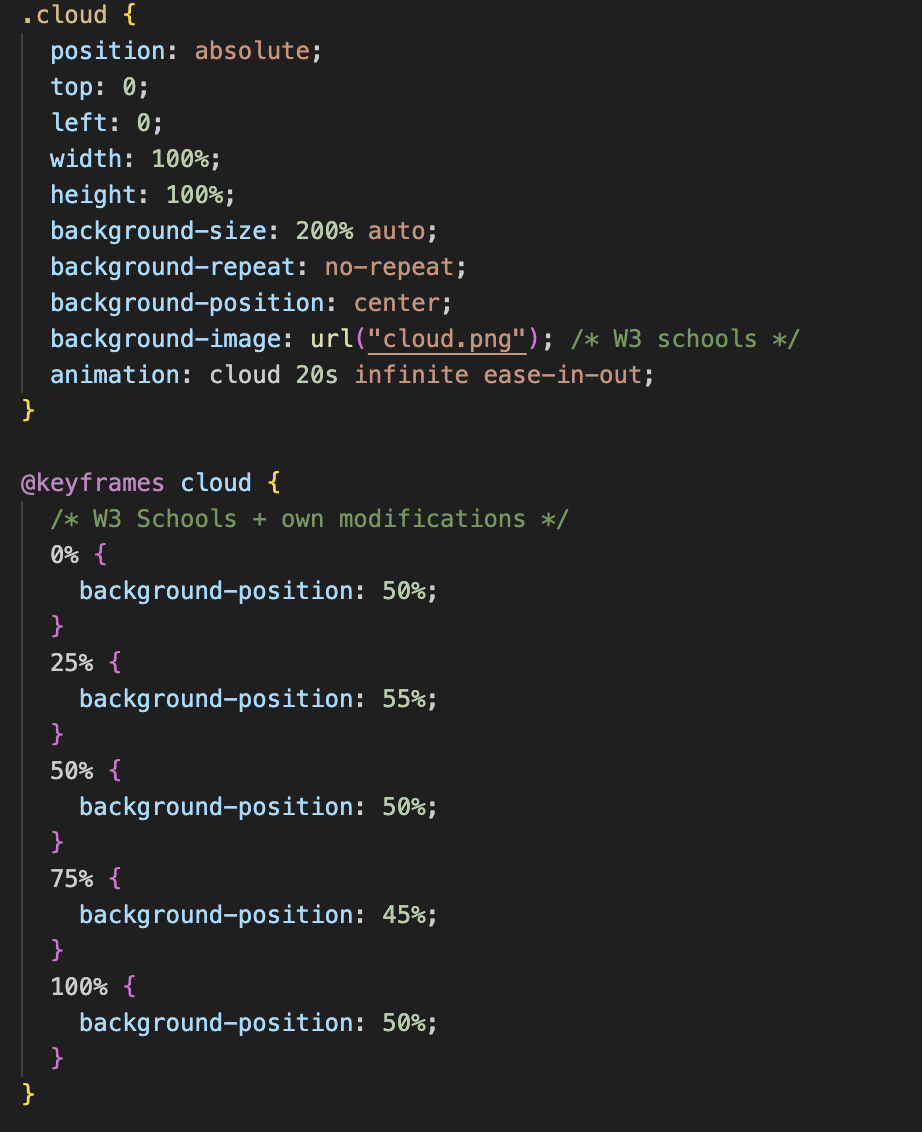 .cloud {
position: absolute;
top: 0;
left: 0;
width: 100%;
height: 100%;
background-size: 200% auto;
background-repeat: no-repeat;
background-position: center;
background-image: url("cloud.png"); /* W3 schools */
animation: cloud 20s infinite ease-in-out;
}
@keyframes cloud {
/* W3 Schools + own modifications */
0% {
background-position: 50%;
}
25% {
background-position: 55%;
}
50% {
background-position: 50%;
}
75% {
background-position: 45%;
}
100% {
background-position: 50%;
}
}